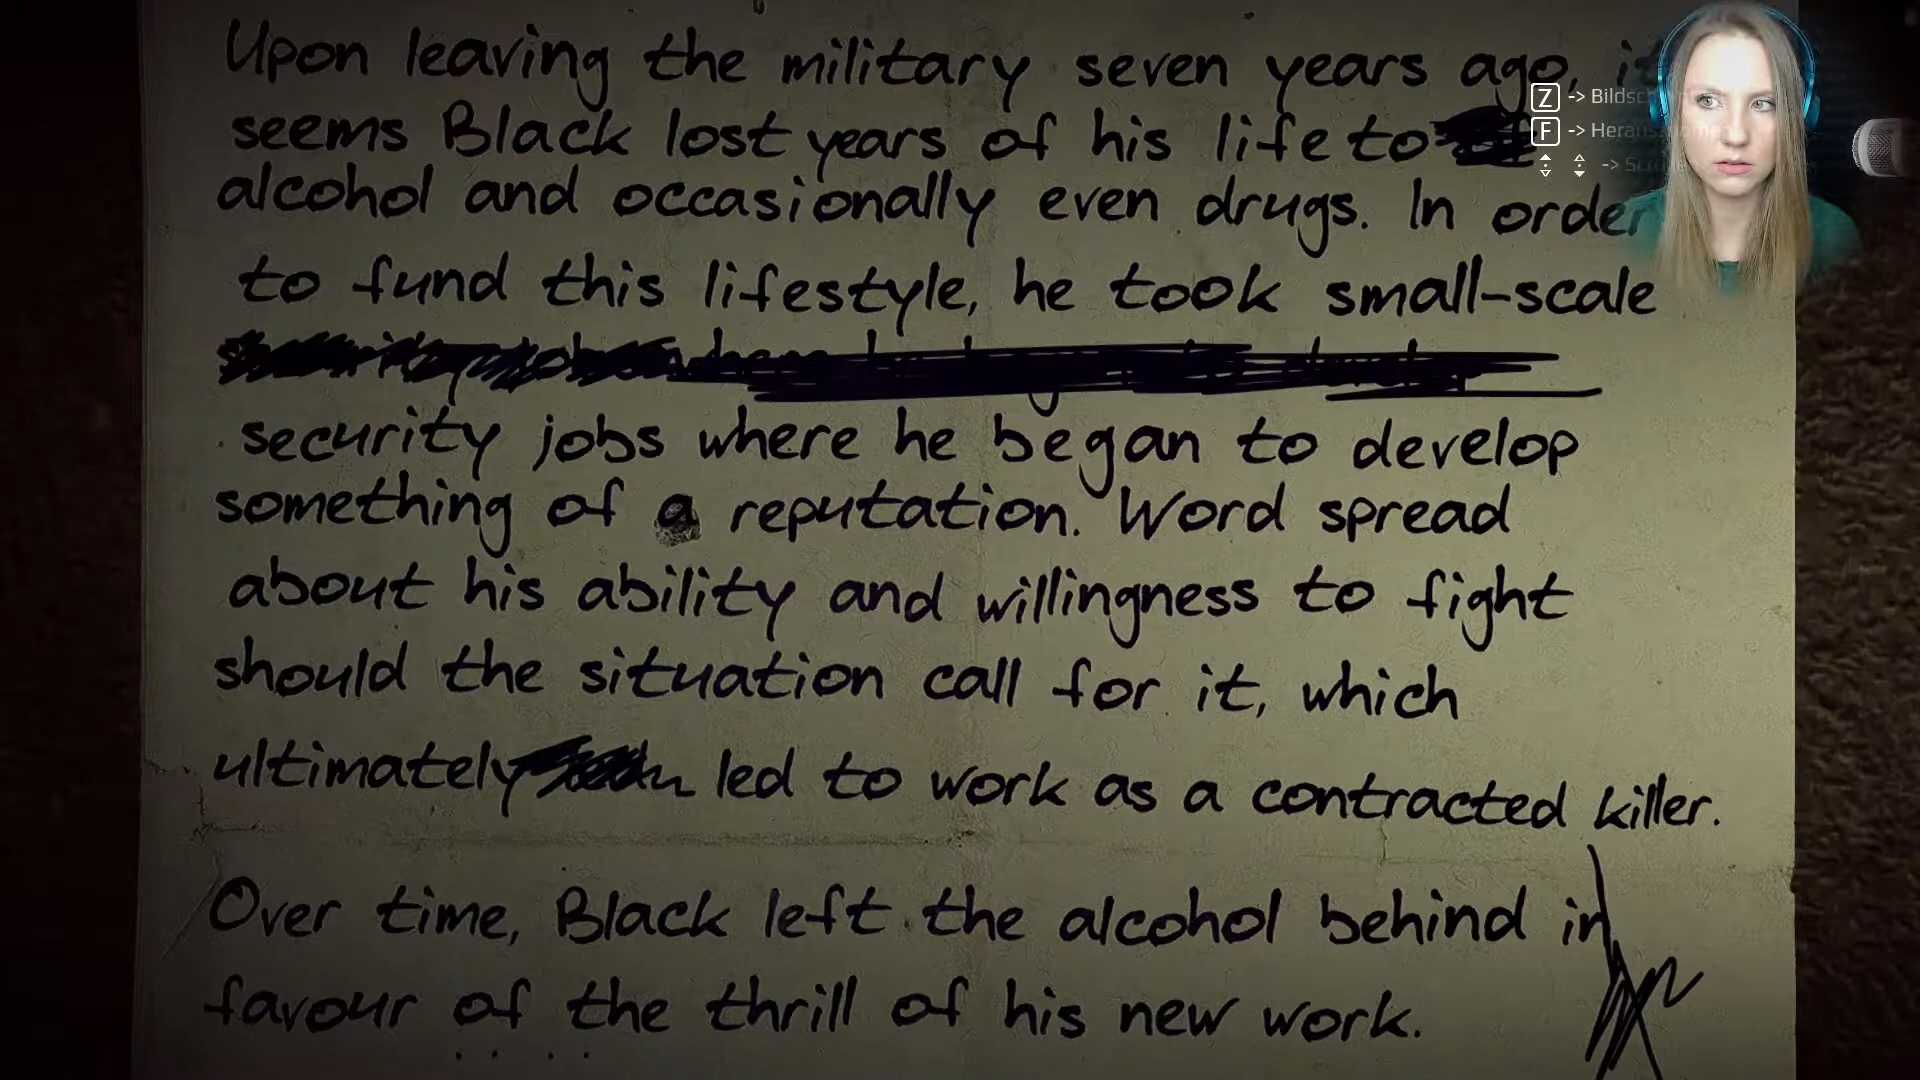 Upon leaving the military seven years ago, it
seems Black lost years of his life to
alcohol and occasionally even drugs. In order
to fund this lifestyle, he took small-scale
security jobs where he began to develop
something of a reputation. Word spread
about his ability and willingness to fight
should the situation call for it, which
ultimately led to work as a contracted killer.
Over time, Black left the alcohol behind in
favour of the thrill of his new work.
Z ->
F ->
->